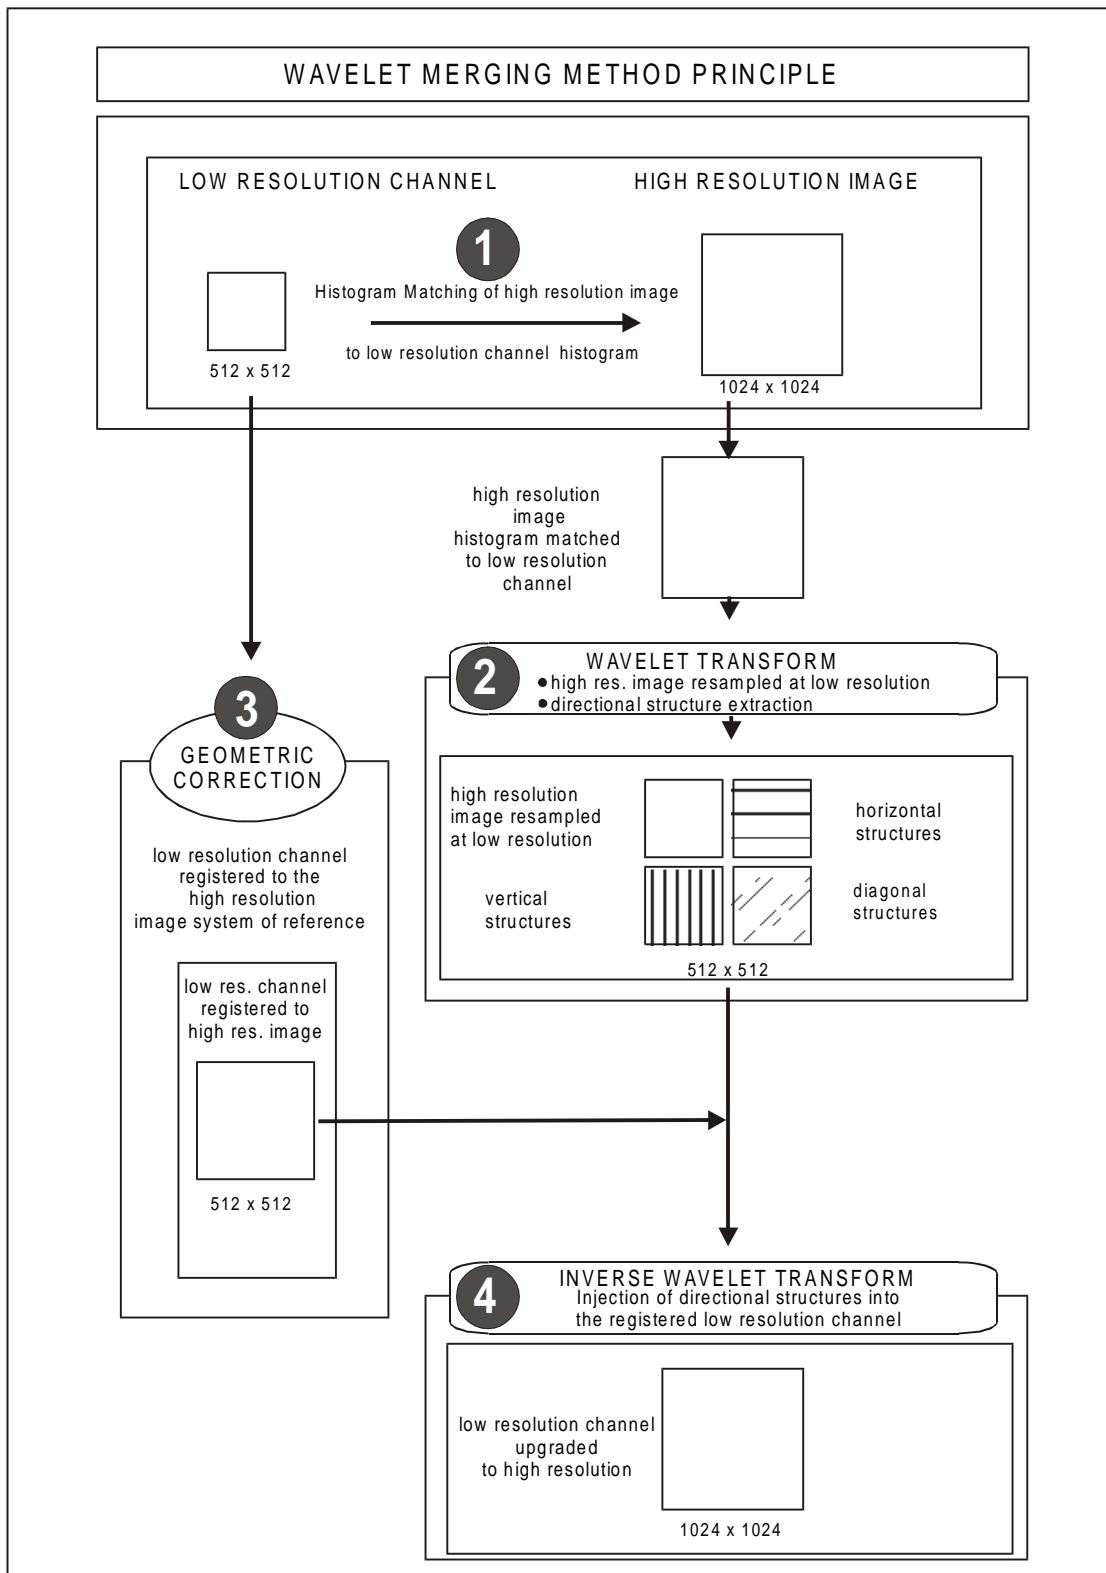 WAVELET MERGING METHOD PRINCIPLE
LOW RESOLUTION CHANNEL
HIGH RESOLUTION IMAGE
1
Histogram Matching of high resolution image
to low resolution channel histogram
512 x 512
1024 x 1024
high resolution
image
histogram matched
to low resolution
channel
2
WAVELET TRANSFORM
● high res. image resampled at low resolution
● directional structure extraction
3
GEOMETRIC
CORRECTION
high resolution
image resampled
at low resolution
horizontal
structures
low resolution channel
registered to the
high resolution
image system of reference
vertical
structures
diagonal
structures
512 x 512
low res. channel
registered to
high res. image
512 x 512
4
INVERSE WAVELET TRANSFORM
Injection of directional structures into
the registered low resolution channel
low resolution channel
upgraded
to high resolution
1024 x 1024